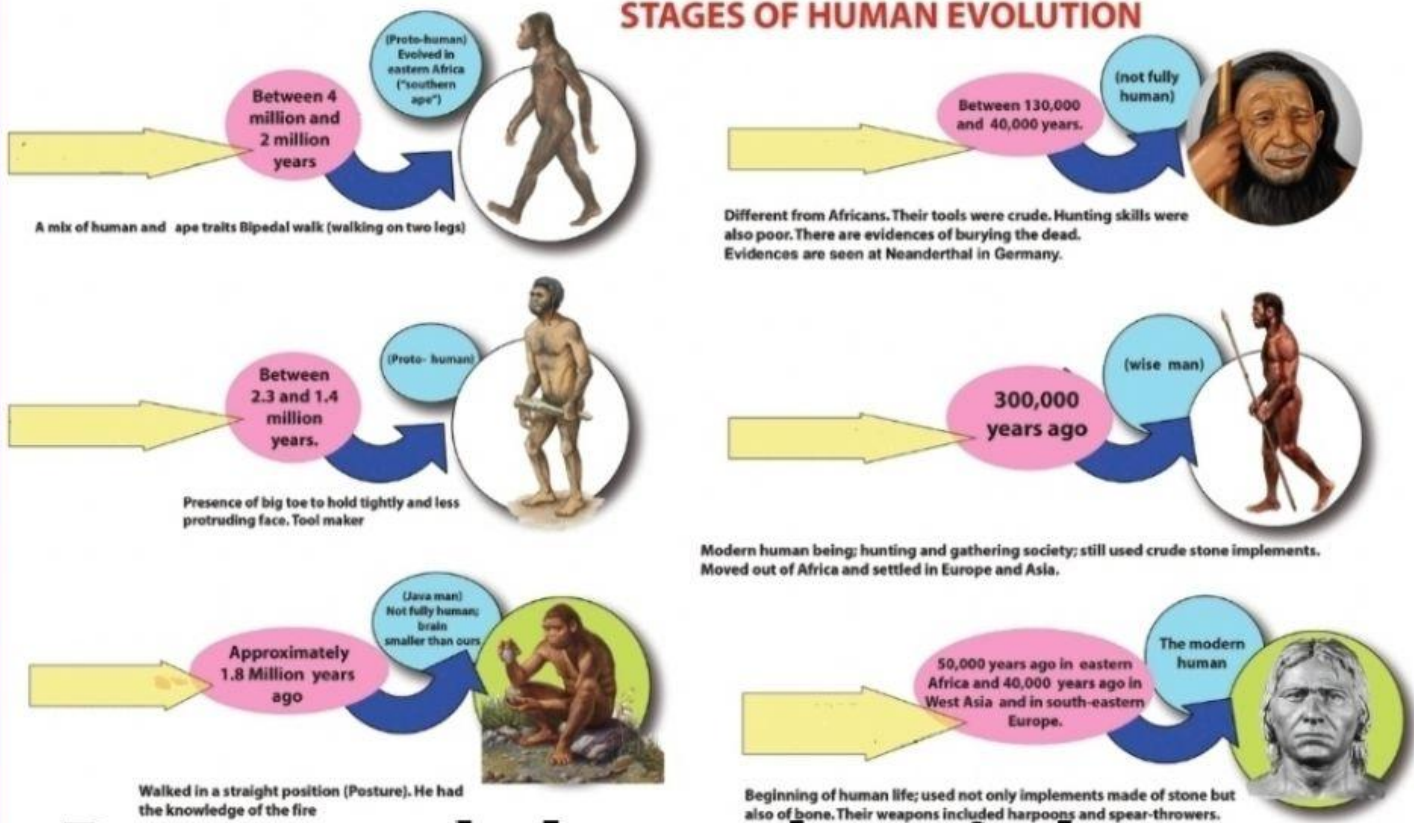 STAGES OF HUMAN EVOLUTION
Between 4
million and
2 million
years
(Proto-human)
Evolved in
eastern Africa
("southern
ape")
A mix of human and ape traits Bipedal walk (walking on two legs)
Between
2.3 and 1.4
million
years.
(Proto- human)
Presence of big toe to hold tightly and less
protruding face. Tool maker
Approximately
1.8 Million years
ago
(Java man)
Not fully human;
brain
smaller than ours
Walked in a straight position (Posture). He had
the knowledge of the fire
Between 130,000
and 40,000 years.
(not fully
human)
Different from Africans. Their tools were crude. Hunting skills were
also poor. There are evidences of burying the dead.
Evidences are seen at Neanderthal in Germany.
300,000
years ago
(wise man)
Modern human being; hunting and gathering society; still used crude stone implements.
Moved out of Africa and settled in Europe and Asia.
50,000 years ago in eastern
Africa and 40,000 years ago in
West Asia and in south-eastern
Europe.
The modern
human
Beginning of human life; used not only implements made of stone but
also of bone. Their weapons included harpoons and spear-throwers.